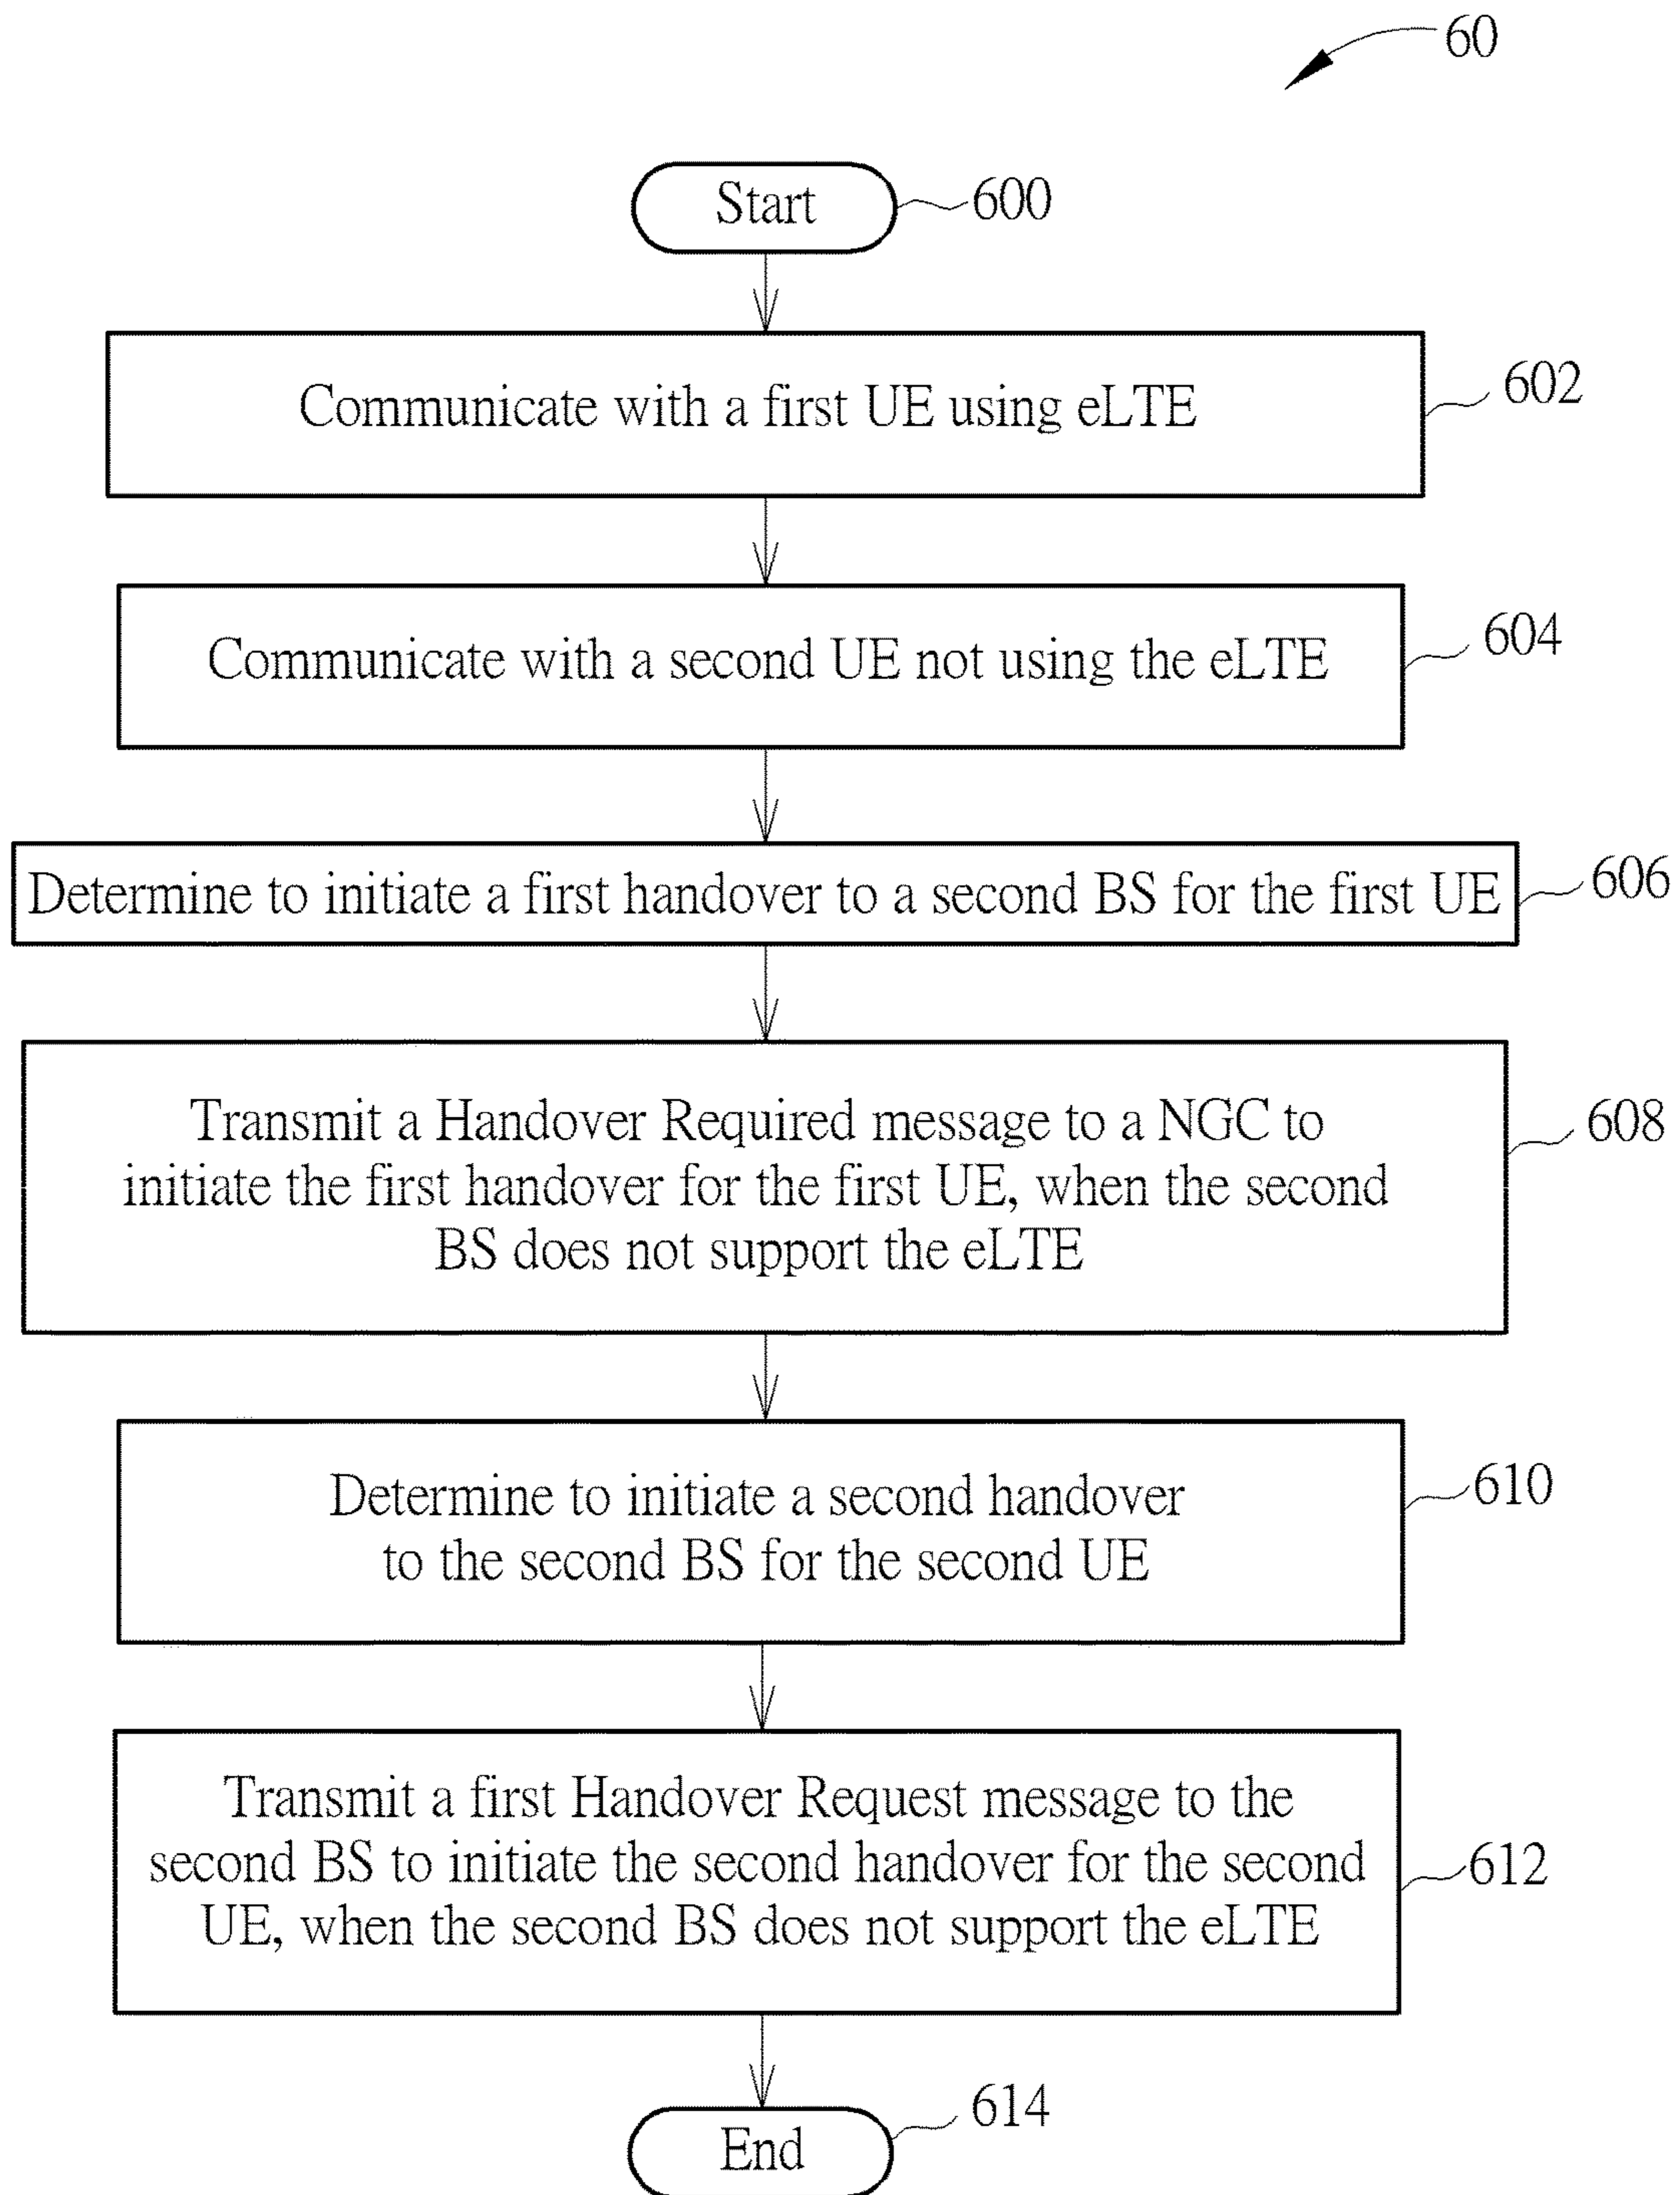 60
Start
600
Communicate with a first UE using eLTE
602
Communicate with a second UE not using the eLTE
604
Determine to initiate a first handover to a second BS for the first UE
606
Transmit a Handover Required message to a NGC to
initiate the first handover for the first UE, when the second
BS does not support the eLTE
608
Determine to initiate a second handover
to the second BS for the second UE
610
Transmit a first Handover Request message to the
second BS to initiate the second handover for the second
UE, when the second BS does not support the eLTE
612
End
614